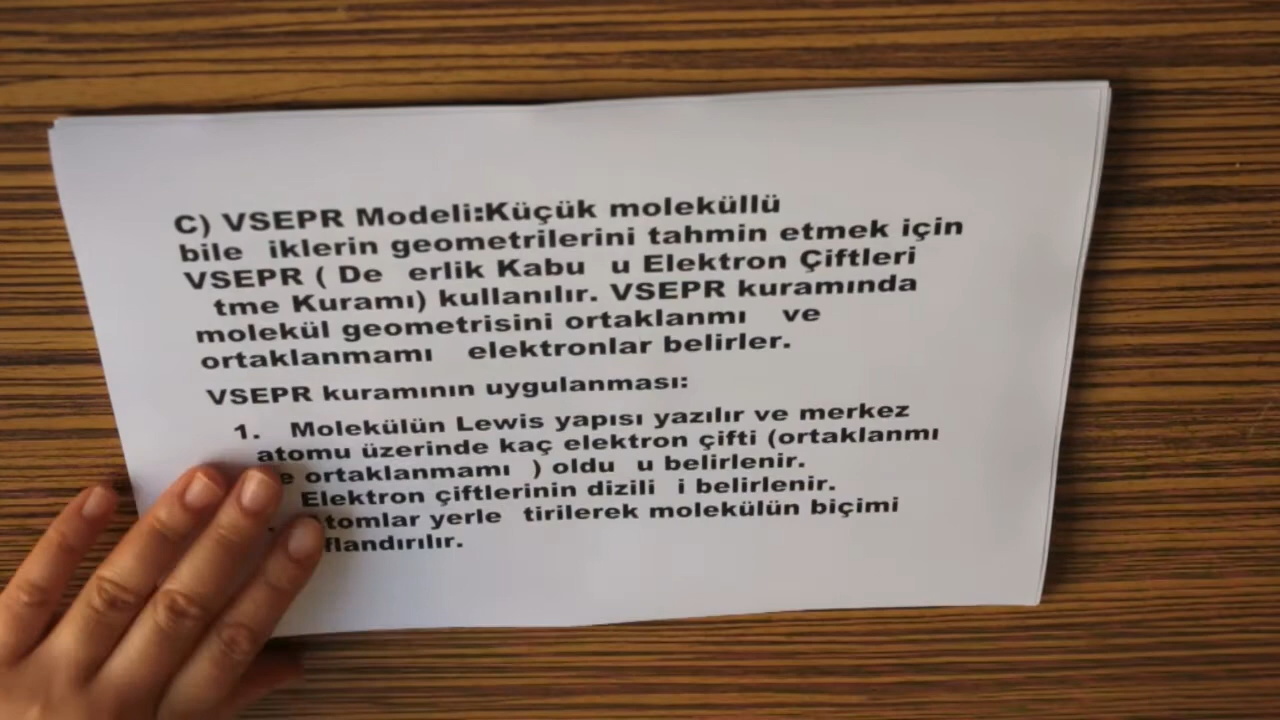 C) VSEPR Modeli:Küçük moleküllü
bile iklerin geometrilerini tahmin etmek için
VSEPR ( De erlik Kabu u Elektron Çiftleri
tme Kuramı) kullanılır. VSEPR kuramında
molekül geometrisini ortaklanmı ve
ortaklanmamı elektronlar belirler.
VSEPR kuramının uygulanması:
1. Molekülün Lewis yapısı yazılır ve merkez
atomu üzerinde kaç elektron çifti (ortaklanmı
e ortaklanmamı ) oldu u belirlenir.
Elektron çiftlerinin dizili i belirlenir.
tomlar yerle tirilerek molekülün biçimi
flandırılır.